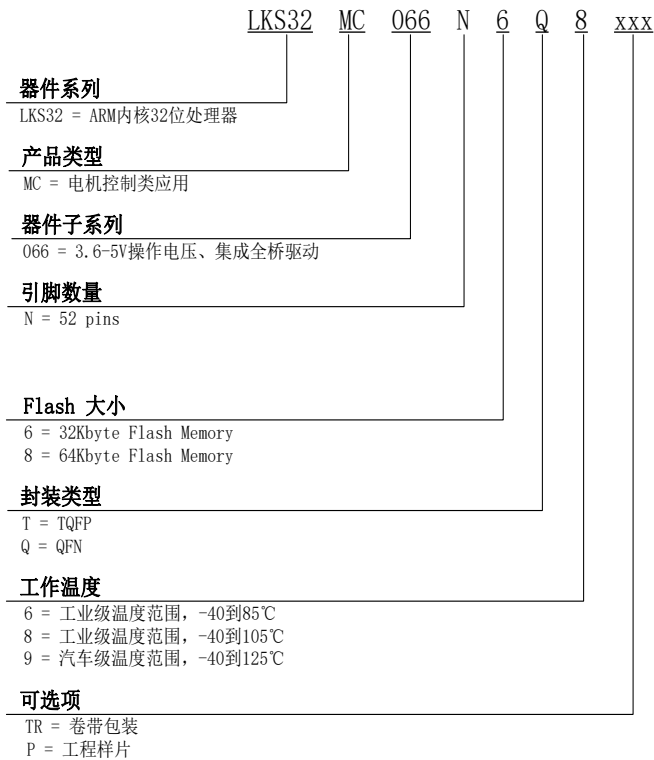 LKS32 MC 066 N 6 Q 8 xxx
器件系列
LKS32 = ARM内核32位处理器
产品类型
MC = 电机控制类应用
器件子系列
066 = 3.6-5V操作电压、集成全桥驱动
引脚数量
N = 52 pins
Flash 大小
6 = 32Kbyte Flash Memory
8 = 64Kbyte Flash Memory
封装类型
T = TQFP
Q = QFN
工作温度
6 = 工业级温度范围，-40到85℃
8 = 工业级温度范围，-40到105℃
9 = 汽车级温度范围，-40到125℃
可选项
TR = 卷带包装
P = 工程样片